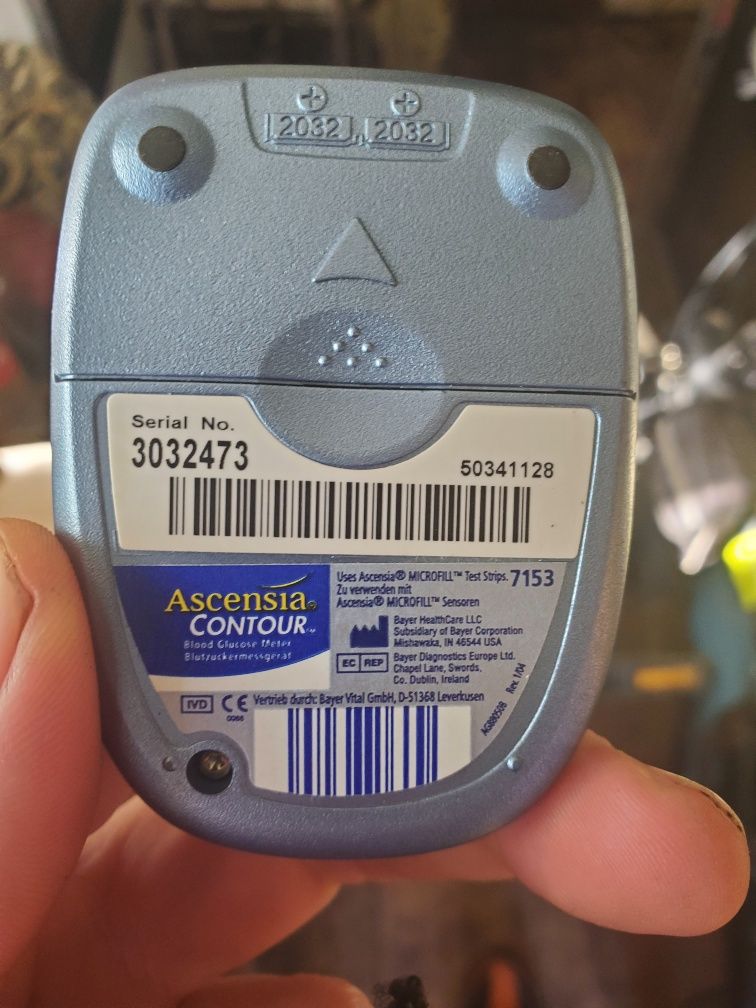 2032 2032
Serial No.
3032473
50341128
Ascensia®
CONTOUR™
Blood Glucose Meter
Blutzuckermessgerät
Uses Ascensia® MICROFILL™ Test Strips. 7153
Zu verwenden mit
Ascensia® MICROFILL™ Sensoren
Bayer HealthCare LLC
Subsidiary of Bayer Corporation
Mishawaka, IN 46544 USA
EC REP
Bayer Diagnostics Europe Ltd.
Chapel Lane, Swords,
Co. Dublin, Ireland
IVD CE
0088
Vertrieb durch: Bayer Vital GmbH, D-51368 Leverkusen
Rev. 1/04